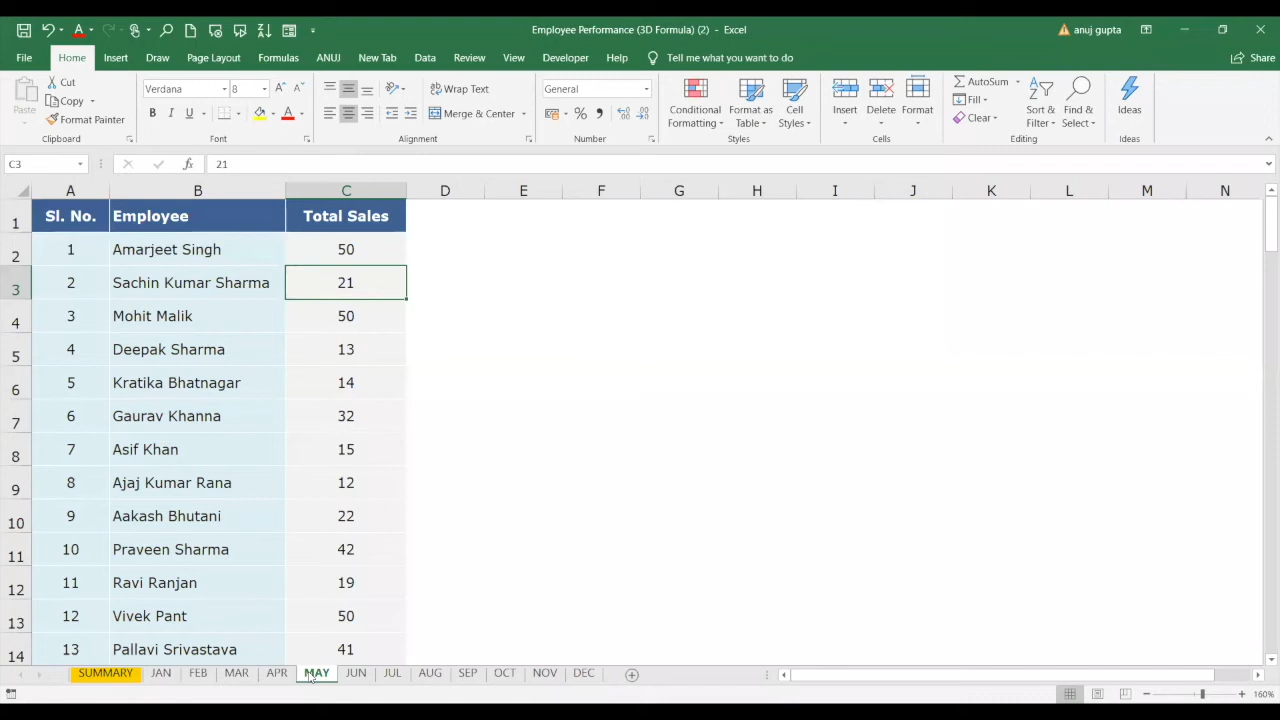 Employee Performance (3D Formula) (2) - Excel
anuj gupta
File Home Insert Draw Page Layout Formulas ANUJ New Tab Data Review View Developer Help Tell me what you want to do Share
Paste
Cut
Copy
Format Painter
Clipboard
Verdana 8
B I U
Font
Wrap Text
Merge & Center
Alignment
General
Number
Conditional Formatting
Format as Table
Cell Styles
Styles
Insert
Delete
Format
Cells
AutoSum
Fill
Clear
Sort & Filter
Find & Select
Editing
Ideas
Ideas
C3 fx 21
A B C D E F G H I J K L M N
1 Sl. No. Employee Total Sales
2 1 Amarjeet Singh 50
3 2 Sachin Kumar Sharma 21
4 3 Mohit Malik 50
5 4 Deepak Sharma 13
6 5 Kratika Bhatnagar 14
7 6 Gaurav Khanna 32
8 7 Asif Khan 15
9 8 Ajaj Kumar Rana 12
10 9 Aakash Bhutani 22
11 10 Praveen Sharma 42
12 11 Ravi Ranjan 19
13 12 Vivek Pant 50
14 13 Pallavi Srivastava 41
SUMMARY JAN FEB MAR APR MAY JUN JUL AUG SEP OCT NOV DEC
160%